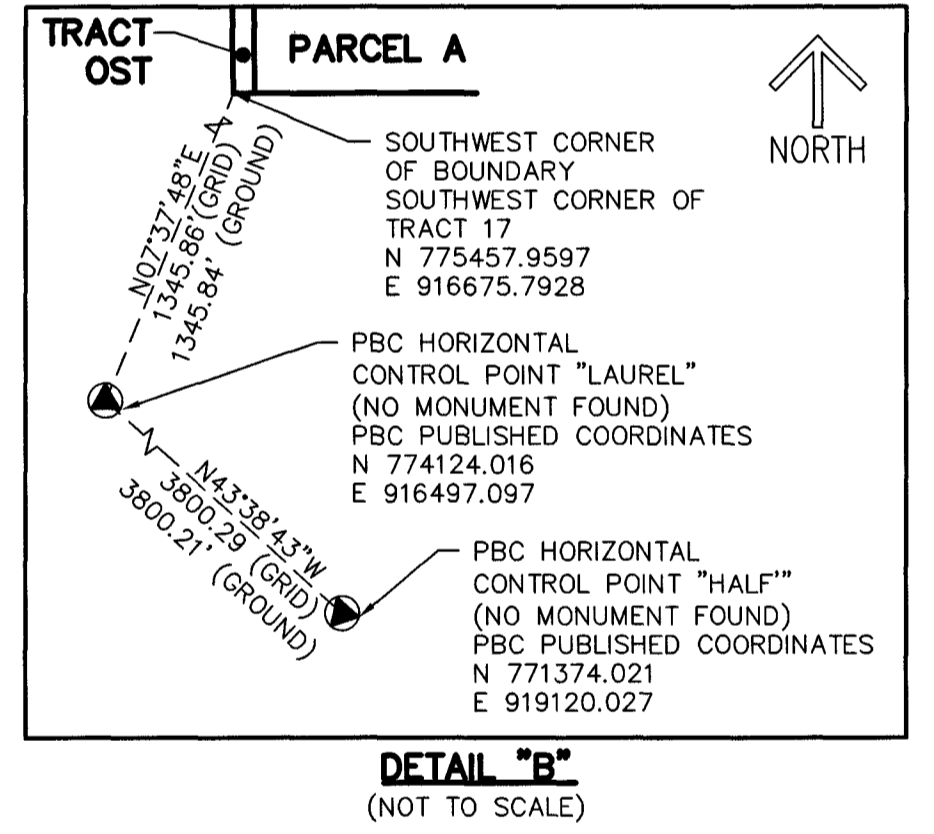 TRACT
OST
PARCEL A
NORTH
SOUTHWEST CORNER
OF BOUNDARY
SOUTHWEST CORNER OF
TRACT 17
N 775457.9597
E 916675.7928
N07°37'48"E
1345.86'(GRID)
1345.84' (GROUND)
PBC HORIZONTAL
CONTROL POINT "LAUREL"
(NO MONUMENT FOUND)
PBC PUBLISHED COORDINATES
N 774124.016
E 916497.097
N43°38'43"W
3800.29 (GRID)
3800.21' (GROUND)
PBC HORIZONTAL
CONTROL POINT "HALF'"
(NO MONUMENT FOUND)
PBC PUBLISHED COORDINATES
N 771374.021
E 919120.027
DETAIL "B"
(NOT TO SCALE)